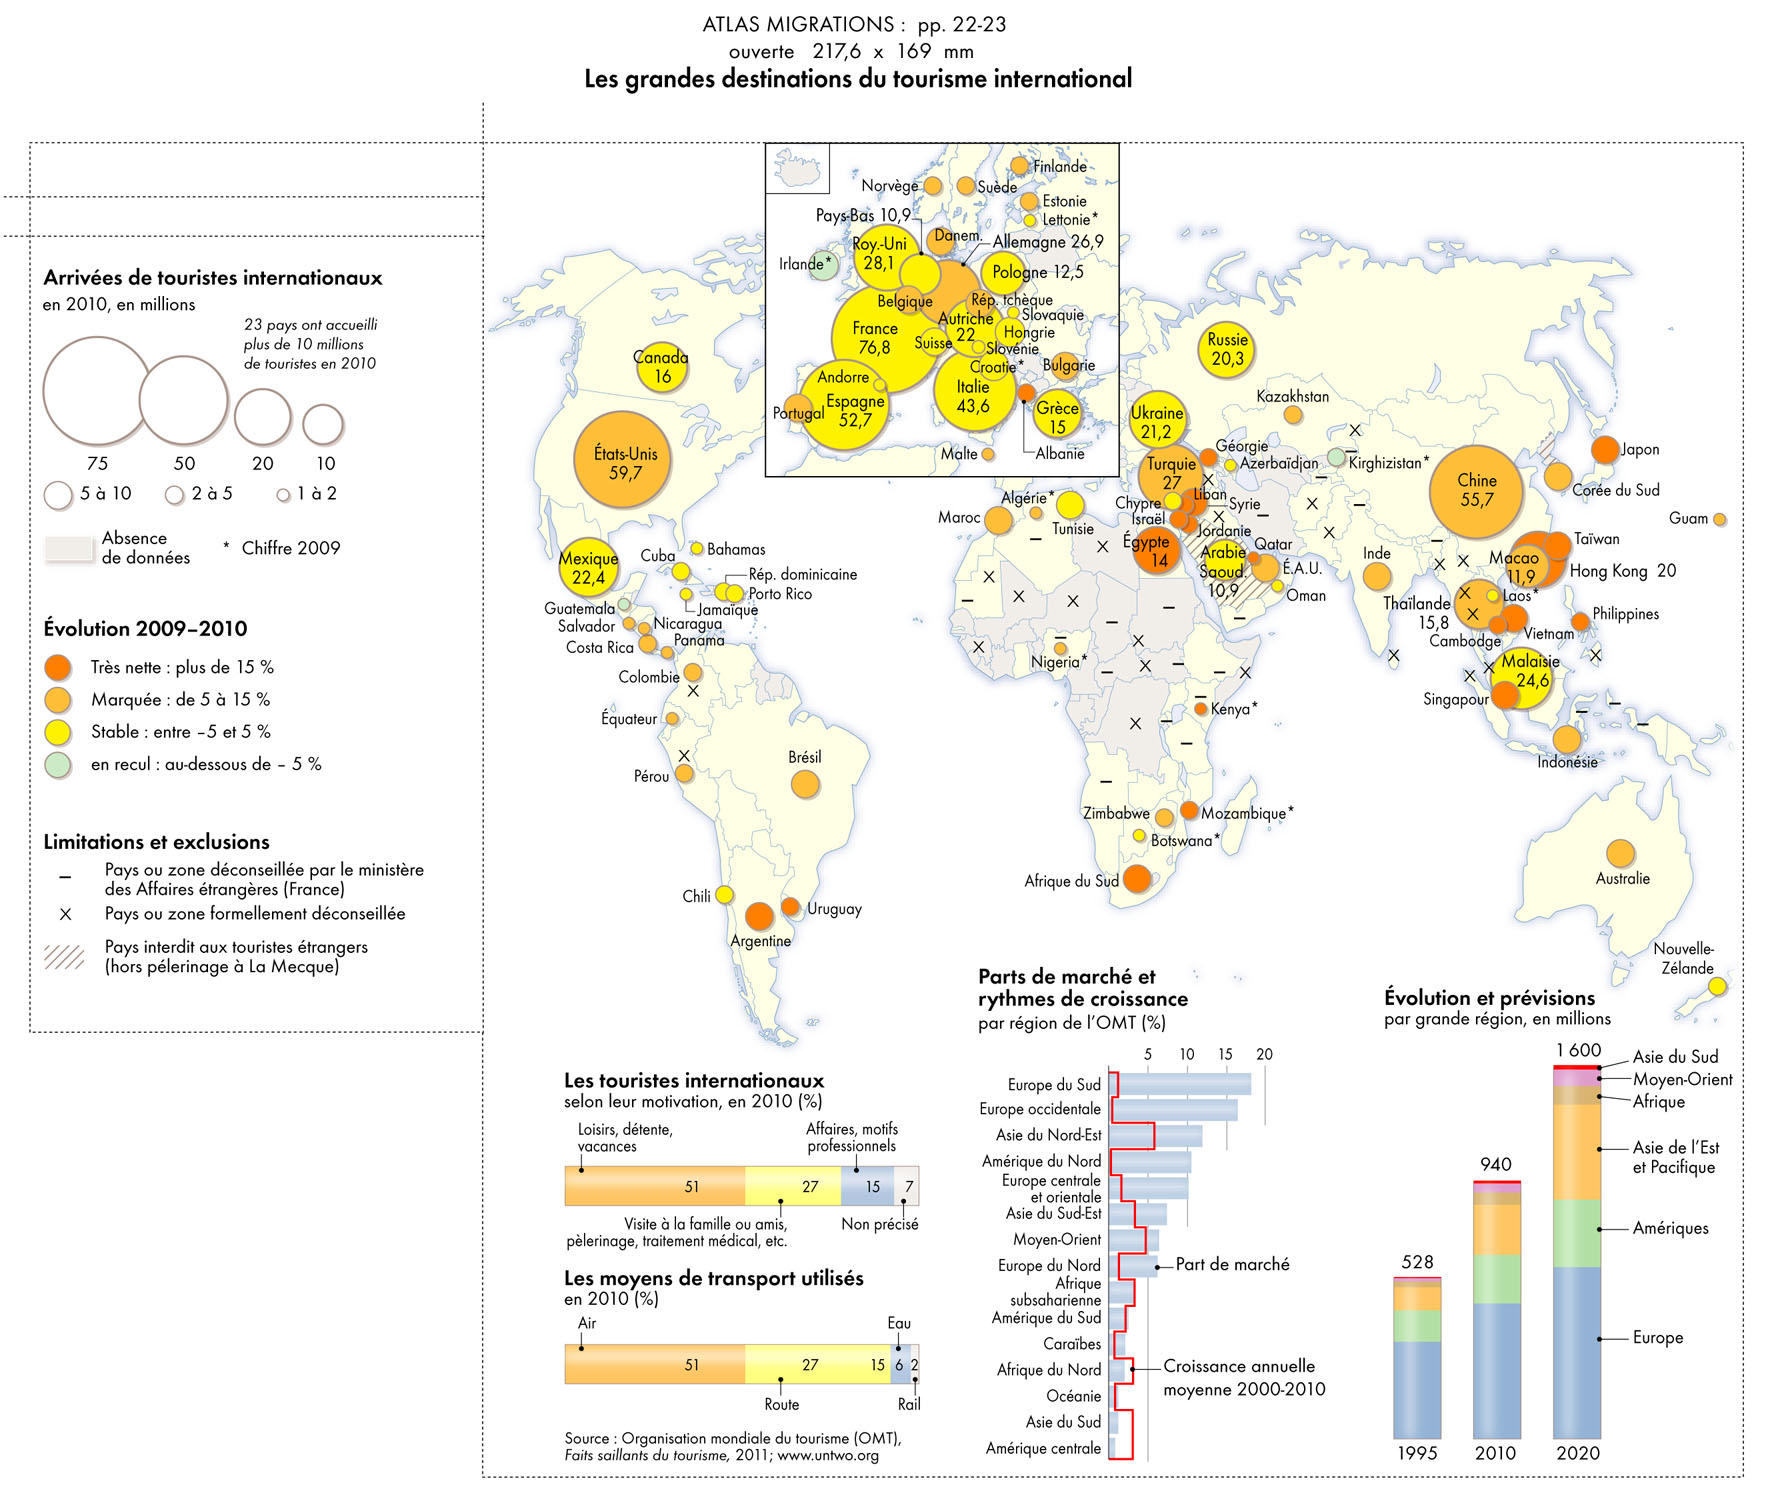 ATLAS MIGRATIONS : pp. 22-23
ouverte 217,6 x 169 mm
Les grandes destinations du tourisme international
Arrivées de touristes internationaux
en 2010, en millions
23 pays ont accueilli
plus de 10 millions
de touristes en 2010
75 50 20 10
5 à 10 2 à 5 1 à 2
Absence
de données
* Chiffre 2009
Évolution 2009–2010
Très nette : plus de 15 %
Marquée : de 5 à 15 %
Stable : entre –5 et 5 %
en recul : au-dessous de – 5 %
Limitations et exclusions
– Pays ou zone déconseillée par le ministère
des Affaires étrangères (France)
X Pays ou zone formellement déconseillée
Pays interdit aux touristes étrangers
(hors pélerinage à La Mecque)
Canada
16
États-Unis
59,7
Mexique
22,4
Cuba
Bahamas
Rép. dominicaine
Porto Rico
Jamaïque
Guatemala
Salvador
Nicaragua
Costa Rica
Panama
Colombie
Équateur
Pérou
Brésil
Chili
Uruguay
Argentine
Finlande
Norvège
Suède
Estonie
Lettonie*
Pays-Bas 10,9
Danem.
Allemagne 26,9
Roy.-Uni
28,1
Irlande*
Pologne 12,5
Belgique
Rép. tchèque
Slovaquie
France
76,8
Autriche
22
Hongrie
Suisse
Slovénie
Croatie*
Bulgarie
Andorre
Italie
43,6
Espagne
52,7
Portugal
Grèce
15
Malte
Albanie
Russie
20,3
Ukraine
21,2
Kazakhstan
Géorgie
Azerbaïdjan
Kirghizistan*
Turquie
27
Chypre
Liban
Syrie
Israël
Jordanie
Algérie*
Maroc
Tunisie
Égypte
14
Arabie
Saoud.
10,9
Qatar
É.A.U.
Oman
Nigeria*
Kenya*
Zimbabwe
Mozambique*
Botswana*
Afrique du Sud
Chine
55,7
Japon
Corée du Sud
Guam
Taïwan
Macao
11,9
Hong Kong 20
Inde
Laos*
Thaïlande
15,8
Philippines
Vietnam
Cambodge
Malaisie
24,6
Singapour
Indonésie
Australie
Nouvelle-
Zélande
Les touristes internationaux
selon leur motivation, en 2010 (%)
Loisirs, détente,
vacances
Affaires, motifs
professionnels
51 27 15 7
Visite à la famille ou amis,
pèlerinage, traitement médical, etc.
Non précisé
Les moyens de transport utilisés
en 2010 (%)
Air Eau
51 27 15 6 2
Route Rail
Source : Organisation mondiale du tourisme (OMT),
Faits saillants du tourisme, 2011; www.untwo.org
Parts de marché et
rythmes de croissance
par région de l'OMT (%)
5 10 15 20
Europe du Sud
Europe occidentale
Asie du Nord-Est
Amérique du Nord
Europe centrale
et orientale
Asie du Sud-Est
Moyen-Orient
Europe du Nord
Afrique
subsaharienne
Amérique du Sud
Caraïbes
Afrique du Nord
Océanie
Asie du Sud
Amérique centrale
Part de marché
Croissance annuelle
moyenne 2000-2010
Évolution et prévisions
par grande région, en millions
528
940
1 600
Asie du Sud
Moyen-Orient
Afrique
Asie de l'Est
et Pacifique
Amériques
Europe
1995 2010 2020